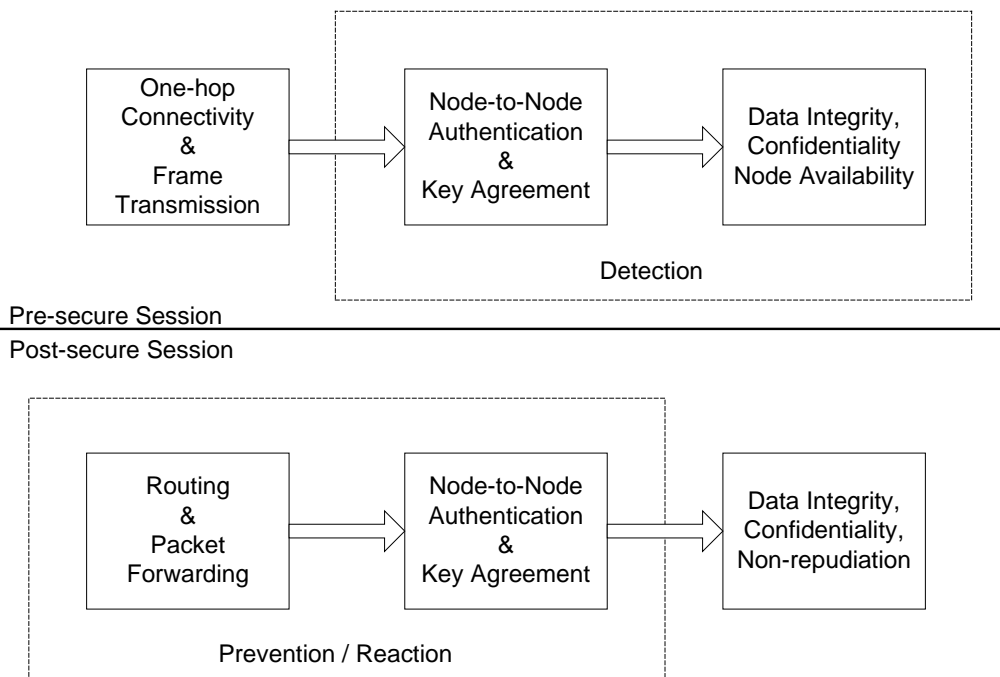 One-hop
Connectivity
&
Frame
Transmission
Node-to-Node
Authentication
&
Key Agreement
Data Integrity,
Confidentiality
Node Availability
Detection
Pre-secure Session
Post-secure Session
Routing
&
Packet
Forwarding
Node-to-Node
Authentication
&
Key Agreement
Data Integrity,
Confidentiality,
Non-repudiation
Prevention / Reaction